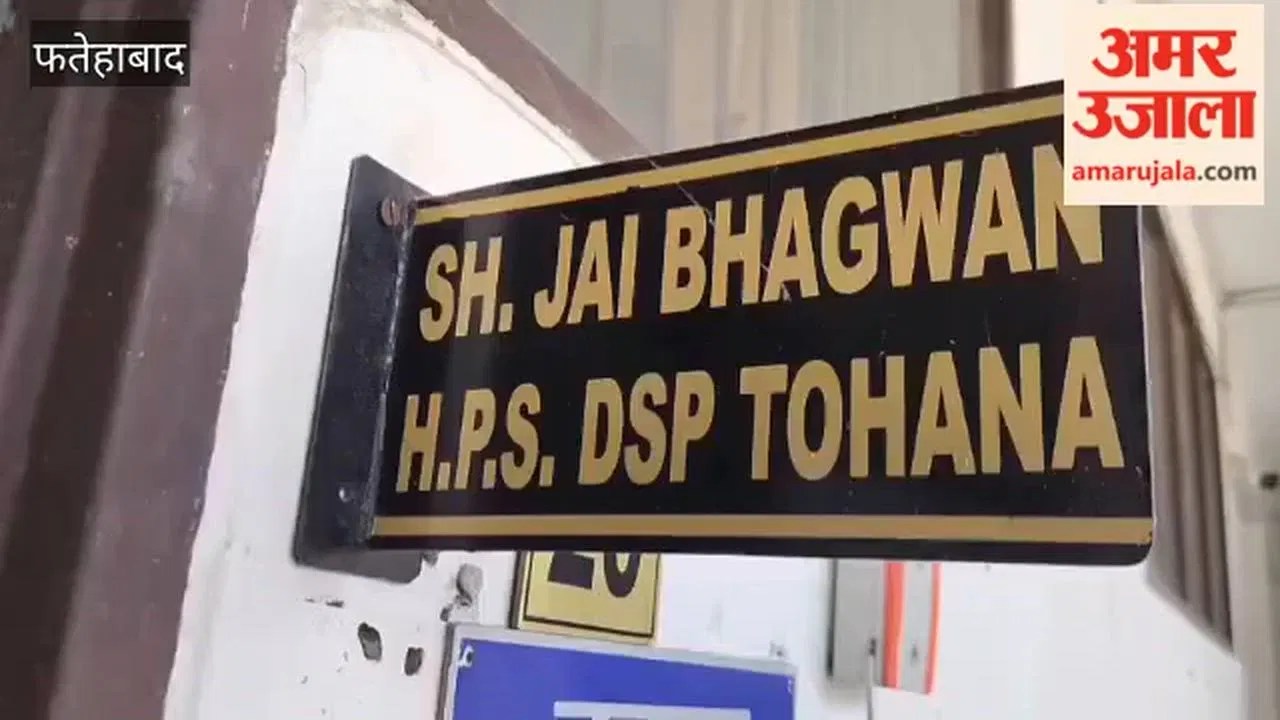 फतेहाबाद
अमर
उजाला
amarujala.com
SH. JAI BHAGWAN
H.P.S. DSP TOHANA